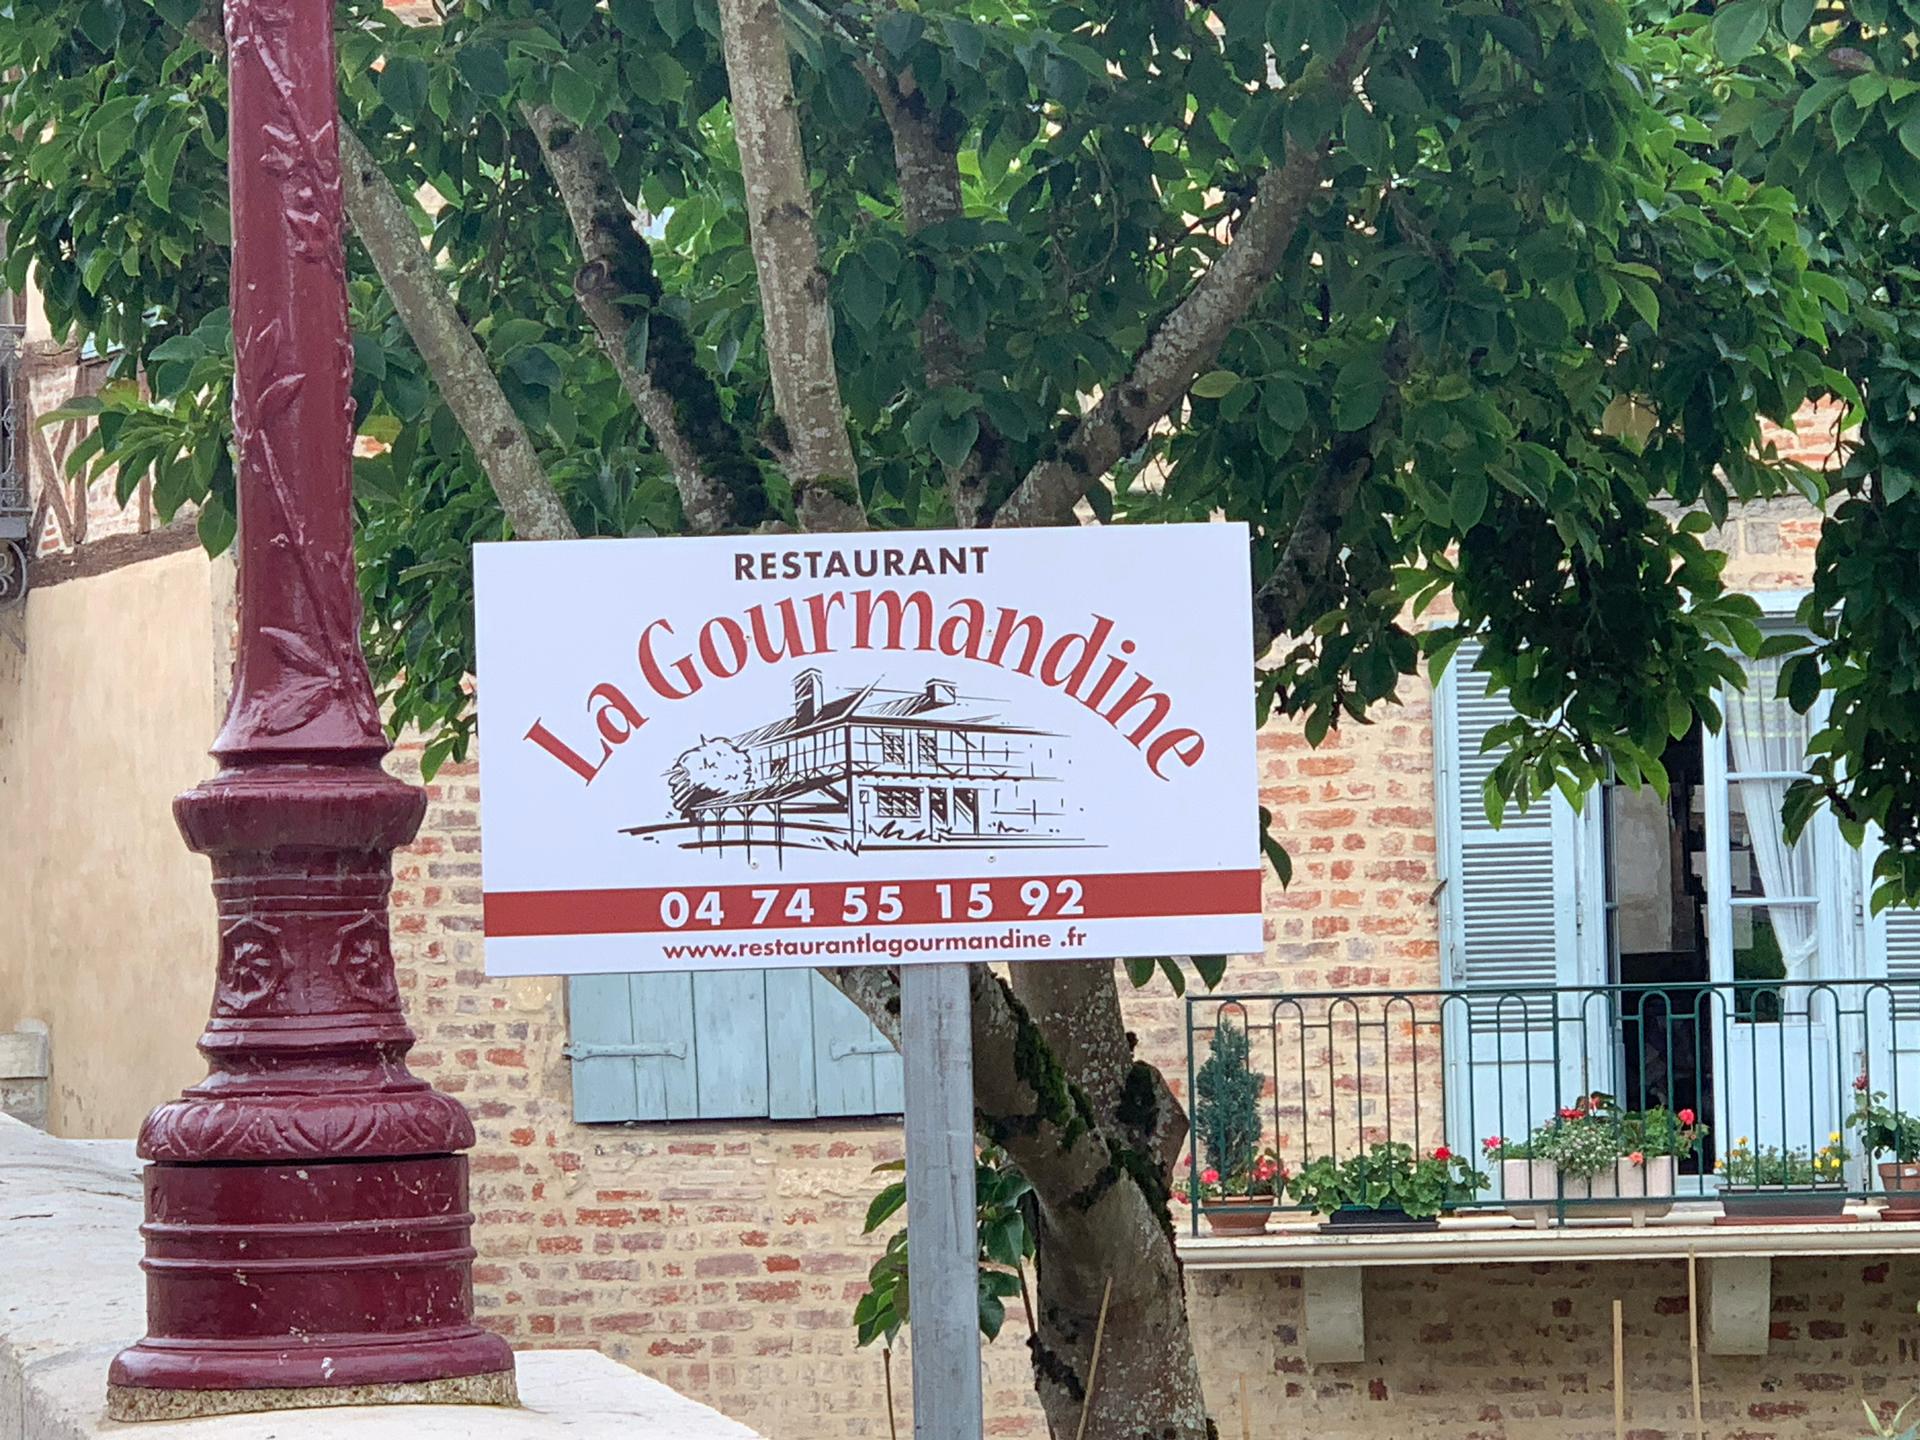 RESTAURANT
La Gourmandine
04 74 55 15 92
www.restaurantlagourmandine .fr